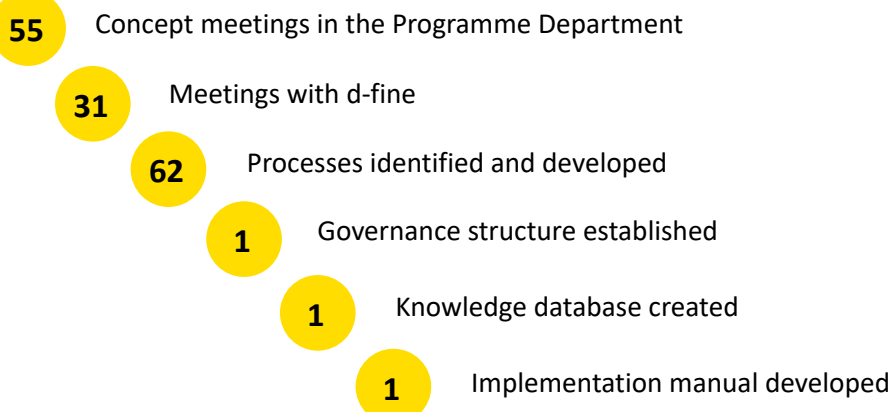 55 Concept meetings in the Programme Department
31 Meetings with d-fine
62 Processes identified and developed
1 Governance structure established
1 Knowledge database created
1 Implementation manual developed